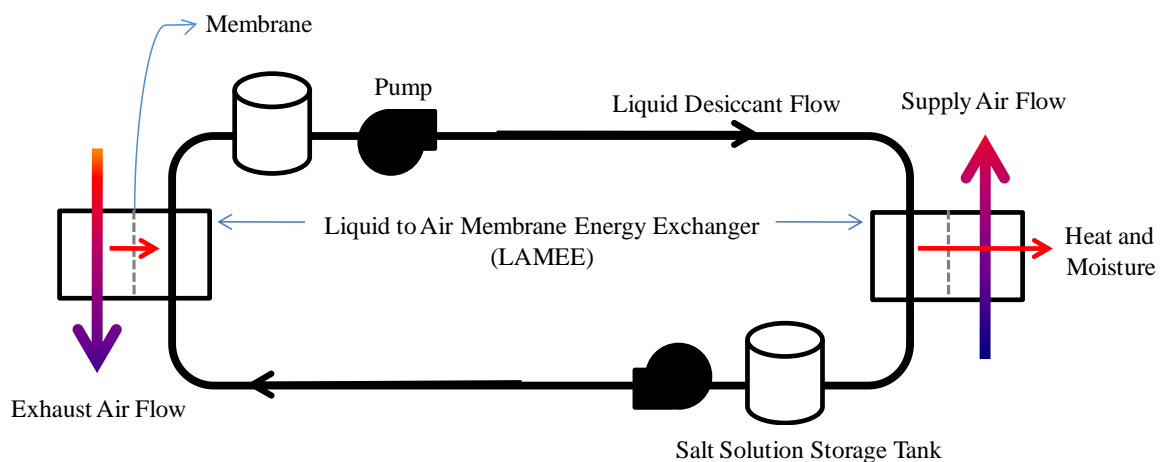 Membrane
Pump
Liquid Desiccant Flow
Supply Air Flow
Liquid to Air Membrane Energy Exchanger
(LAMEE)
Heat and
Moisture
Exhaust Air Flow
Salt Solution Storage Tank